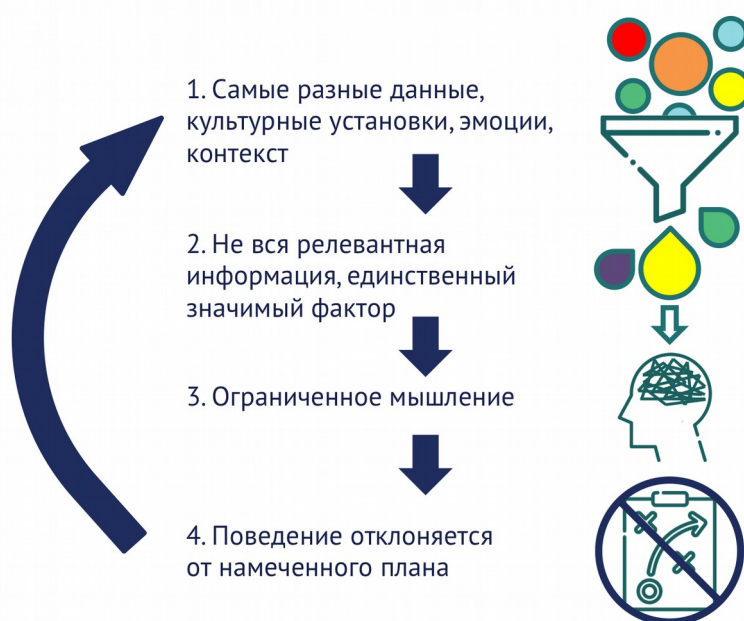 1. Самые разные данные,
культурные установки, эмоции,
контекст
2. Не вся релевантная
информация, единственный
значимый фактор
3. Ограниченное мышление
4. Поведение отклоняется
от намеченного плана